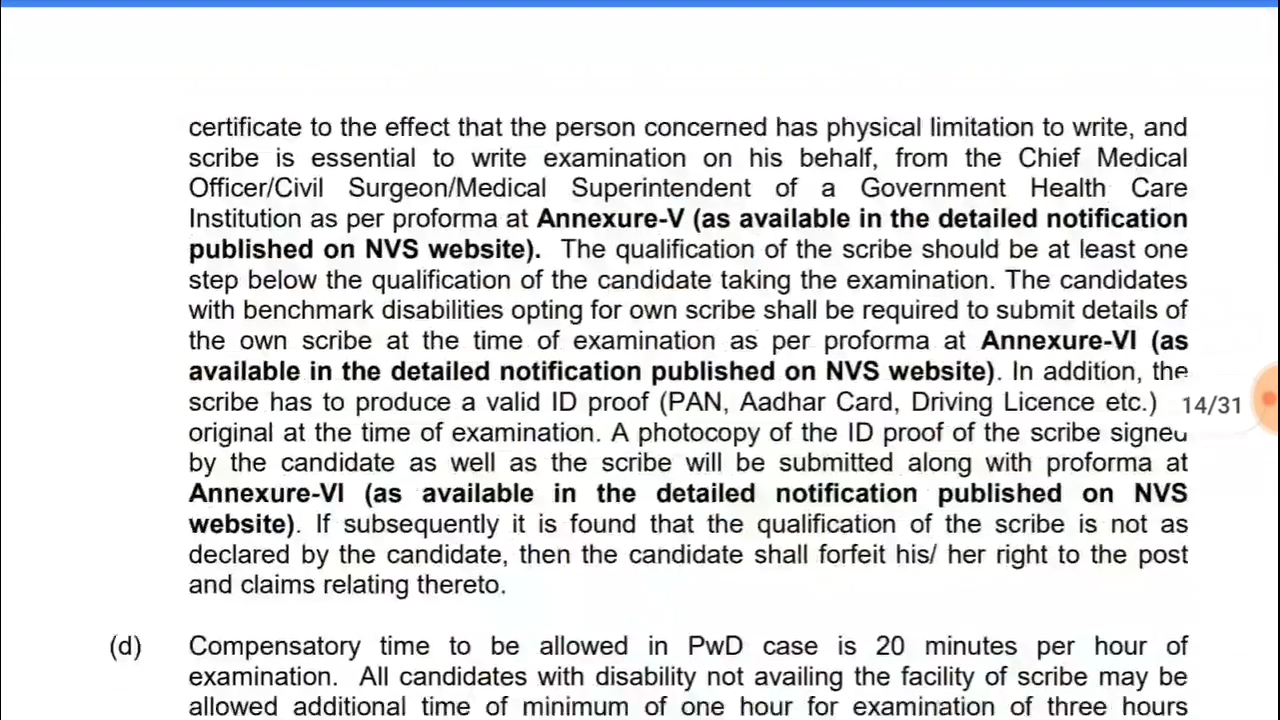 certificate to the effect that the person concerned has physical limitation to write, and
scribe is essential to write examination on his behalf, from the Chief Medical
Officer/Civil Surgeon/Medical Superintendent of a Government Health Care
Institution as per proforma at Annexure-V (as available in the detailed notification
published on NVS website). The qualification of the scribe should be at least one
step below the qualification of the candidate taking the examination. The candidates
with benchmark disabilities opting for own scribe shall be required to submit details of
the own scribe at the time of examination as per proforma at Annexure-VI (as
available in the detailed notification published on NVS website). In addition, the
scribe has to produce a valid ID proof (PAN, Aadhar Card, Driving Licence etc.) 14/31
original at the time of examination. A photocopy of the ID proof of the scribe signed
by the candidate as well as the scribe will be submitted along with proforma at
Annexure-VI (as available in the detailed notification published on NVS
website). If subsequently it is found that the qualification of the scribe is not as
declared by the candidate, then the candidate shall forfeit his/ her right to the post
and claims relating thereto.
(d) Compensatory time to be allowed in PwD case is 20 minutes per hour of
examination. All candidates with disability not availing the facility of scribe may be
allowed additional time of minimum of one hour for examination of three hours